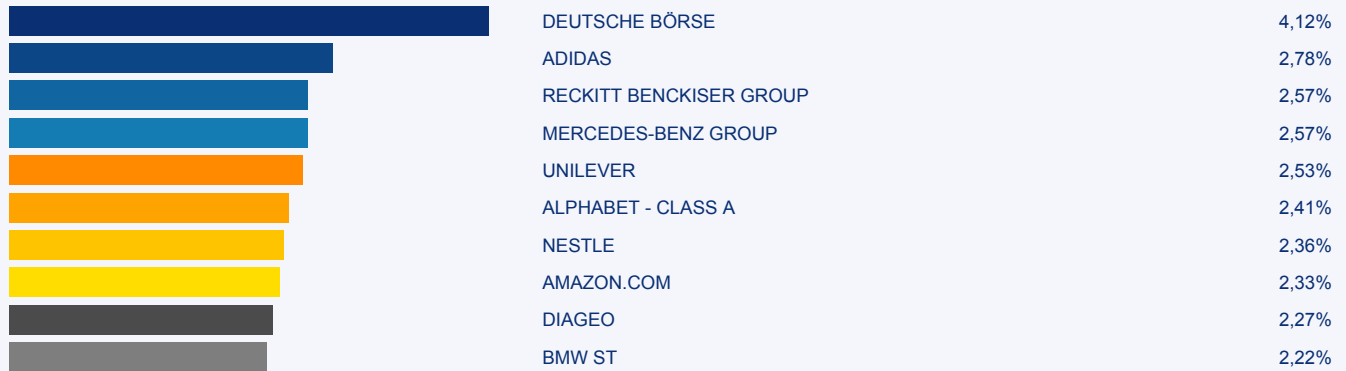 DEUTSCHE BÖRSE 4,12%
ADIDAS 2,78%
RECKITT BENCKISER GROUP 2,57%
MERCEDES-BENZ GROUP 2,57%
UNILEVER 2,53%
ALPHABET - CLASS A 2,41%
NESTLE 2,36%
AMAZON.COM 2,33%
DIAGEO 2,27%
BMW ST 2,22%